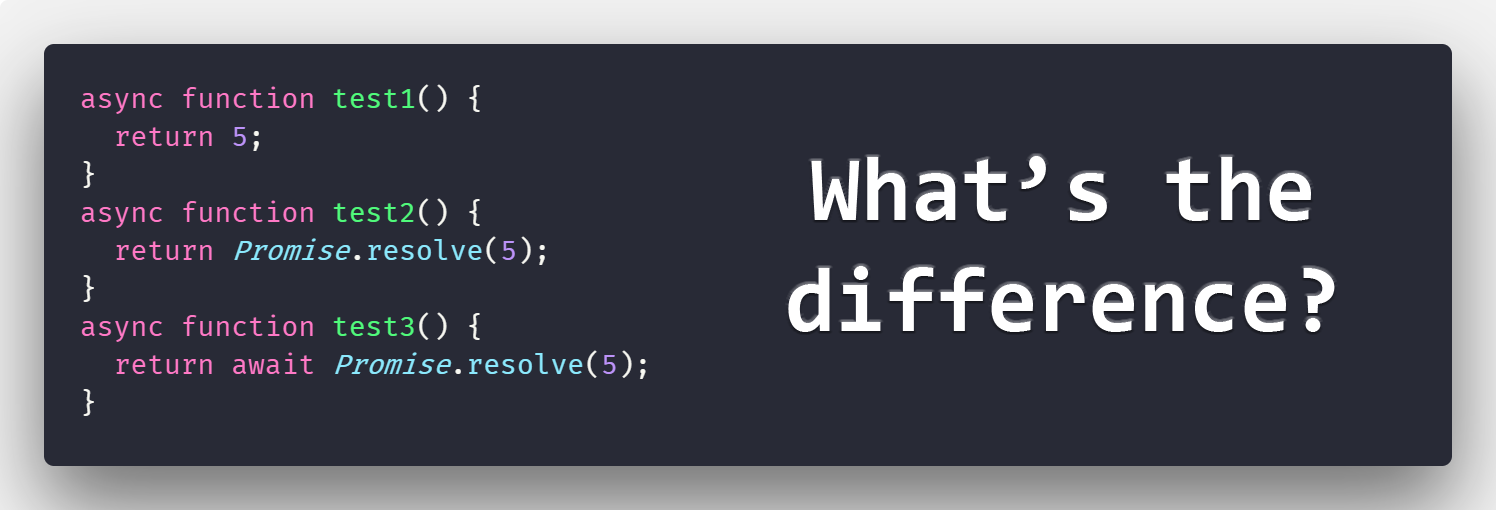 async function test1() {
  return 5;
}
async function test2() {
  return Promise.resolve(5);
}
async function test3() {
  return await Promise.resolve(5);
}
What’s the
difference?